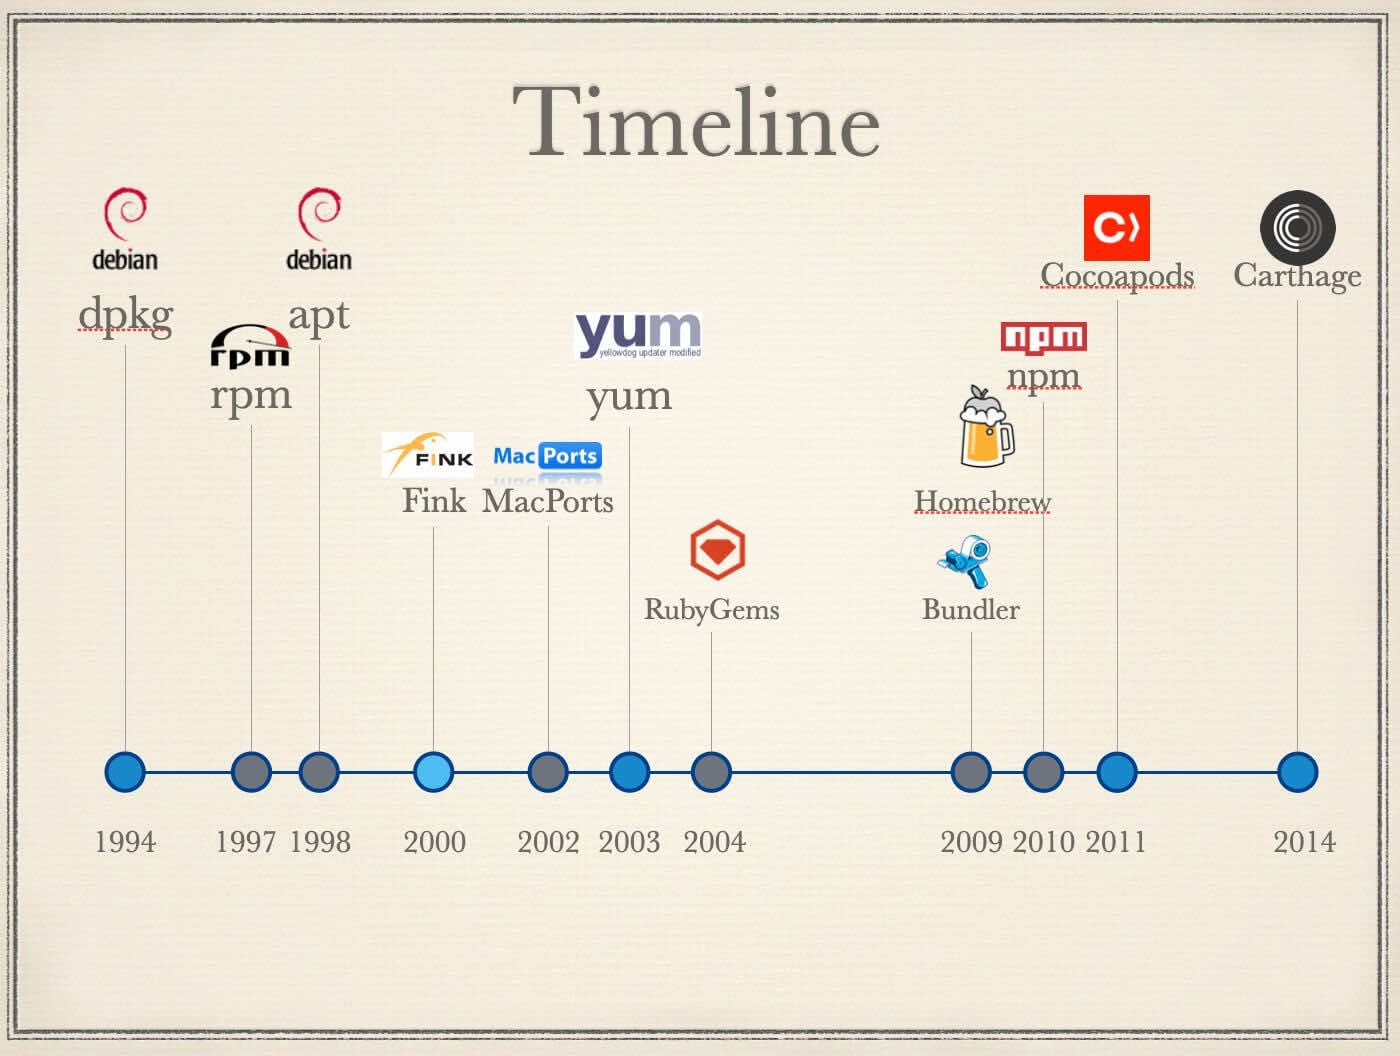 Timeline
debian
dpkg
rpm
rpm
debian
apt
FINK
Fink
MacPorts
MacPorts
yum
yellowdog updater modified
yum
RubyGems
Homebrew
Bundler
npm
npm
Cocoapods
Carthage
1994 1997 1998 2000 2002 2003 2004 2009 2010 2011 2014